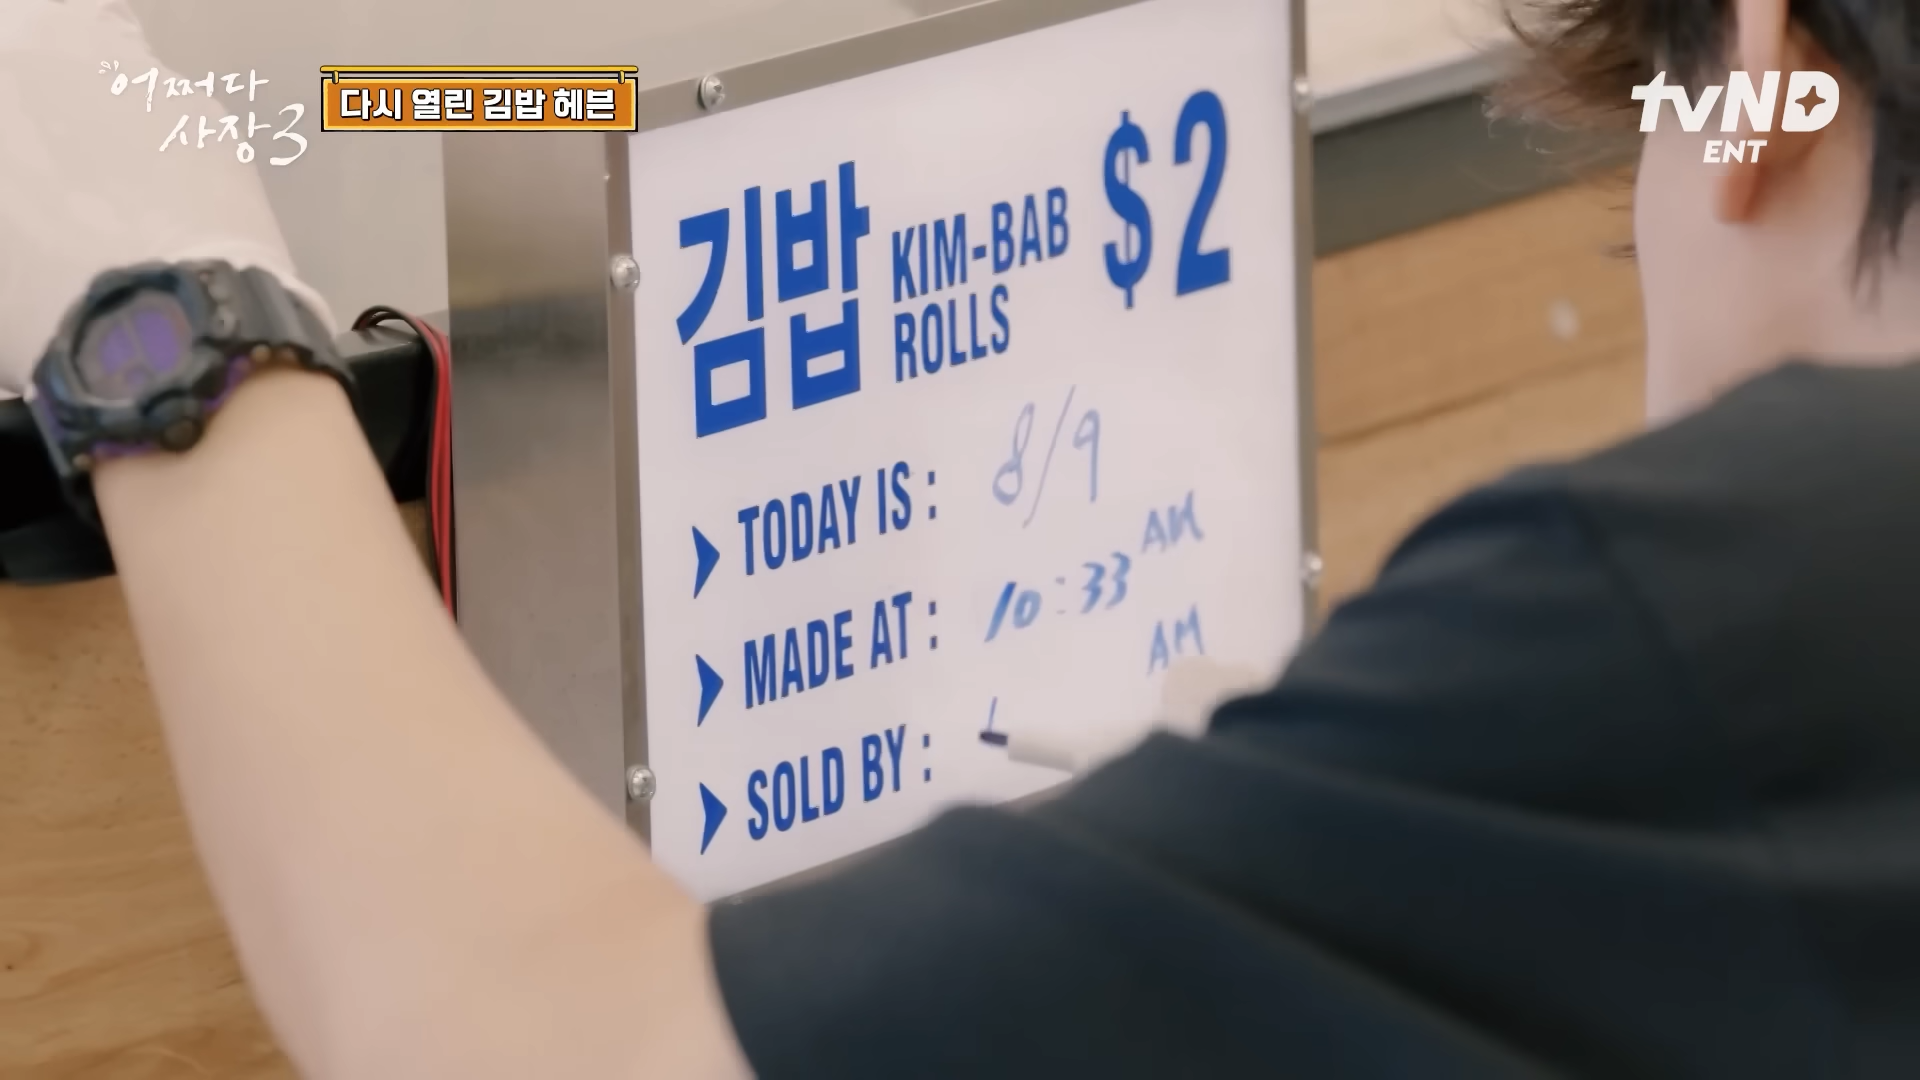 어쩌다
사장3
다시 열린 김밥 헤븐
tvND
ENT
김밥 KIM-BAB ROLLS $2
TODAY IS : 8/9
MADE AT : 10:33 AM
SOLD BY : AM